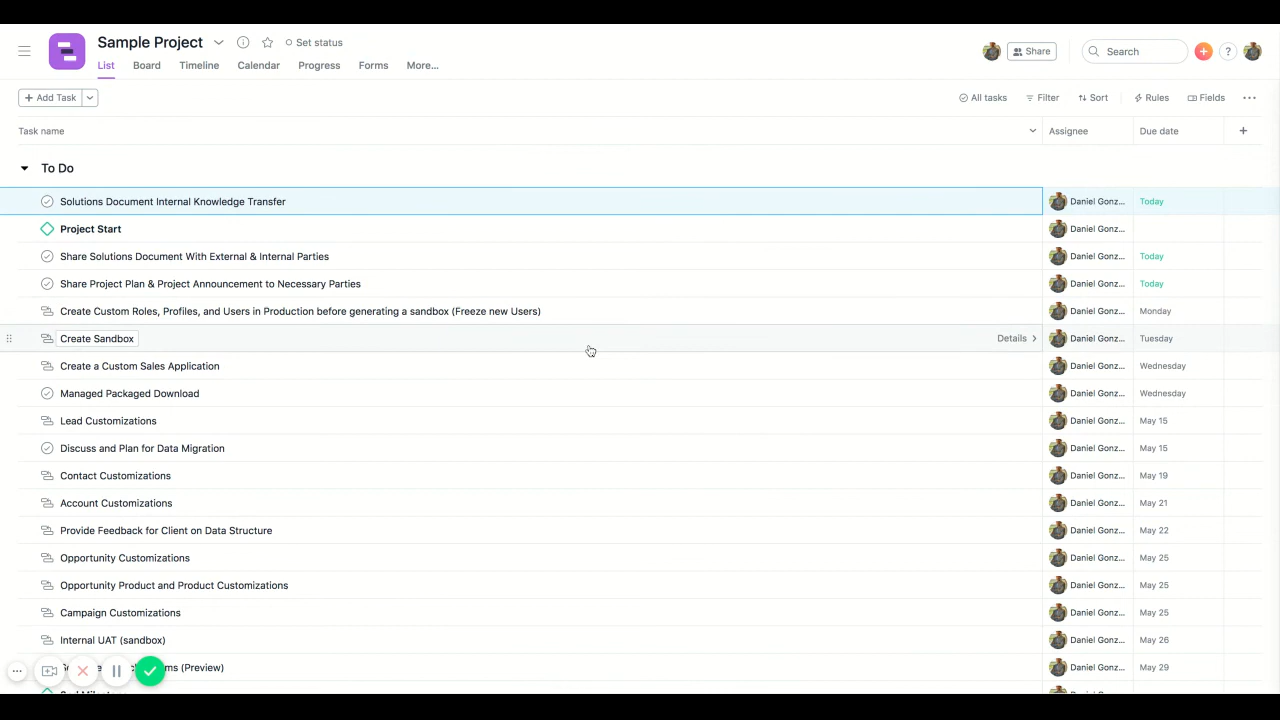 Sample Project
Set status
List Board Timeline Calendar Progress Forms More...
Share
Search
+ Add Task
All tasks Filter Sort Rules Fields
Task name Assignee Due date
To Do
Solutions Document Internal Knowledge Transfer Daniel Gonz... Today
Project Start Daniel Gonz...
Share Solutions Document With External & Internal Parties Daniel Gonz... Today
Share Project Plan & Project Announcement to Necessary Parties Daniel Gonz... Today
Create Custom Roles, Profiles, and Users in Production before generating a sandbox (Freeze new Users) Daniel Gonz... Monday
Create Sandbox Details > Daniel Gonz... Tuesday
Create a Custom Sales Application Daniel Gonz... Wednesday
Managed Packaged Download Daniel Gonz... Wednesday
Lead Customizations Daniel Gonz... May 15
Discuss and Plan for Data Migration Daniel Gonz... May 15
Contact Customizations Daniel Gonz... May 19
Account Customizations Daniel Gonz... May 21
Provide Feedback for Client on Data Structure Daniel Gonz... May 22
Opportunity Customizations Daniel Gonz... May 25
Opportunity Product and Product Customizations Daniel Gonz... May 25
Campaign Customizations Daniel Gonz... May 25
Internal UAT (sandbox) Daniel Gonz... May 26
(Preview) Daniel Gonz... May 29